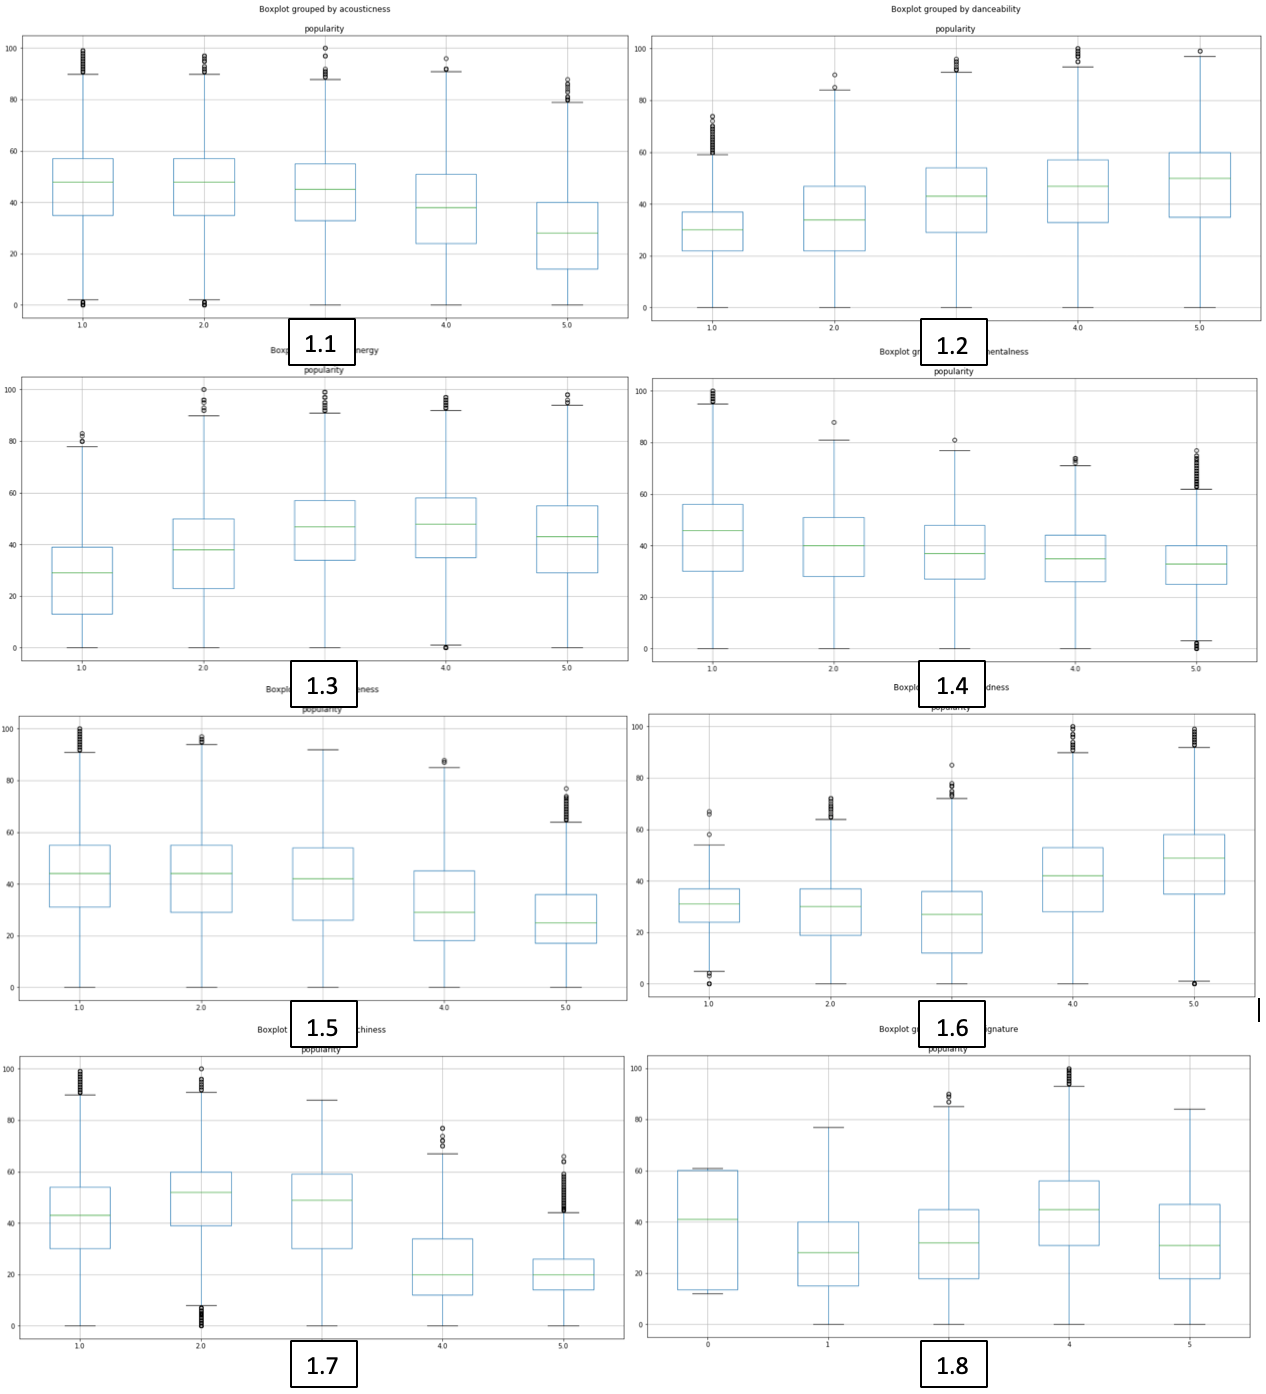 Boxplot grouped by acousticness
popularity
100
80
60
40
20
0
1.0 2.0 4.0 5.0
1.1
Boxplot grouped by danceability
popularity
100
80
60
40
20
0
1.0 2.0 4.0 5.0
1.2
Boxp nergy
popularity
100
80
60
40
20
0
1.0 2.0 4.0 5.0
1.3
Boxplot gr mentalness
popularity
100
80
60
40
20
0
1.0 2.0 4.0 5.0
1.4
Boxpl eness
popularity
100
80
60
40
20
0
1.0 2.0 4.0 5.0
1.5
Boxpl dness
popularity
100
80
60
40
20
0
1.0 2.0 4.0 5.0
1.6
Boxplot chiness
popularity
100
80
60
40
20
0
1.0 2.0 4.0 5.0
1.7
Boxplot gr ignature
popularity
100
80
60
40
20
0
0 1 4 5
1.8